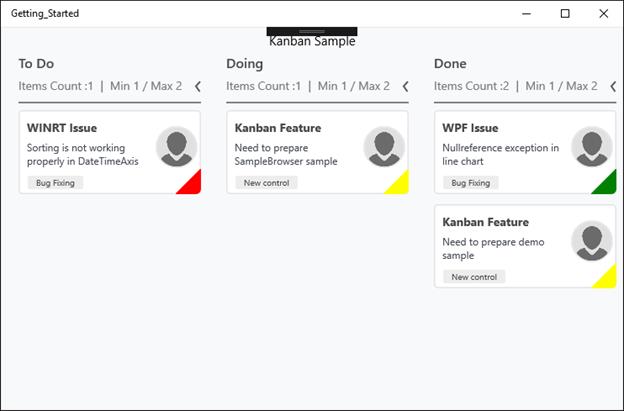 Getting_Started
Kanban Sample
To Do
Items Count :1 | Min 1 / Max 2
WINRT Issue
Sorting is not working
properly in DateTimeAxis
Bug Fixing
Doing
Items Count :1 | Min 1 / Max 2
Kanban Feature
Need to prepare
SampleBrowser sample
New control
Done
Items Count :2 | Min 1 / Max 2
WPF Issue
Nullreference exception in
line chart
Bug Fixing
Kanban Feature
Need to prepare demo
sample
New control